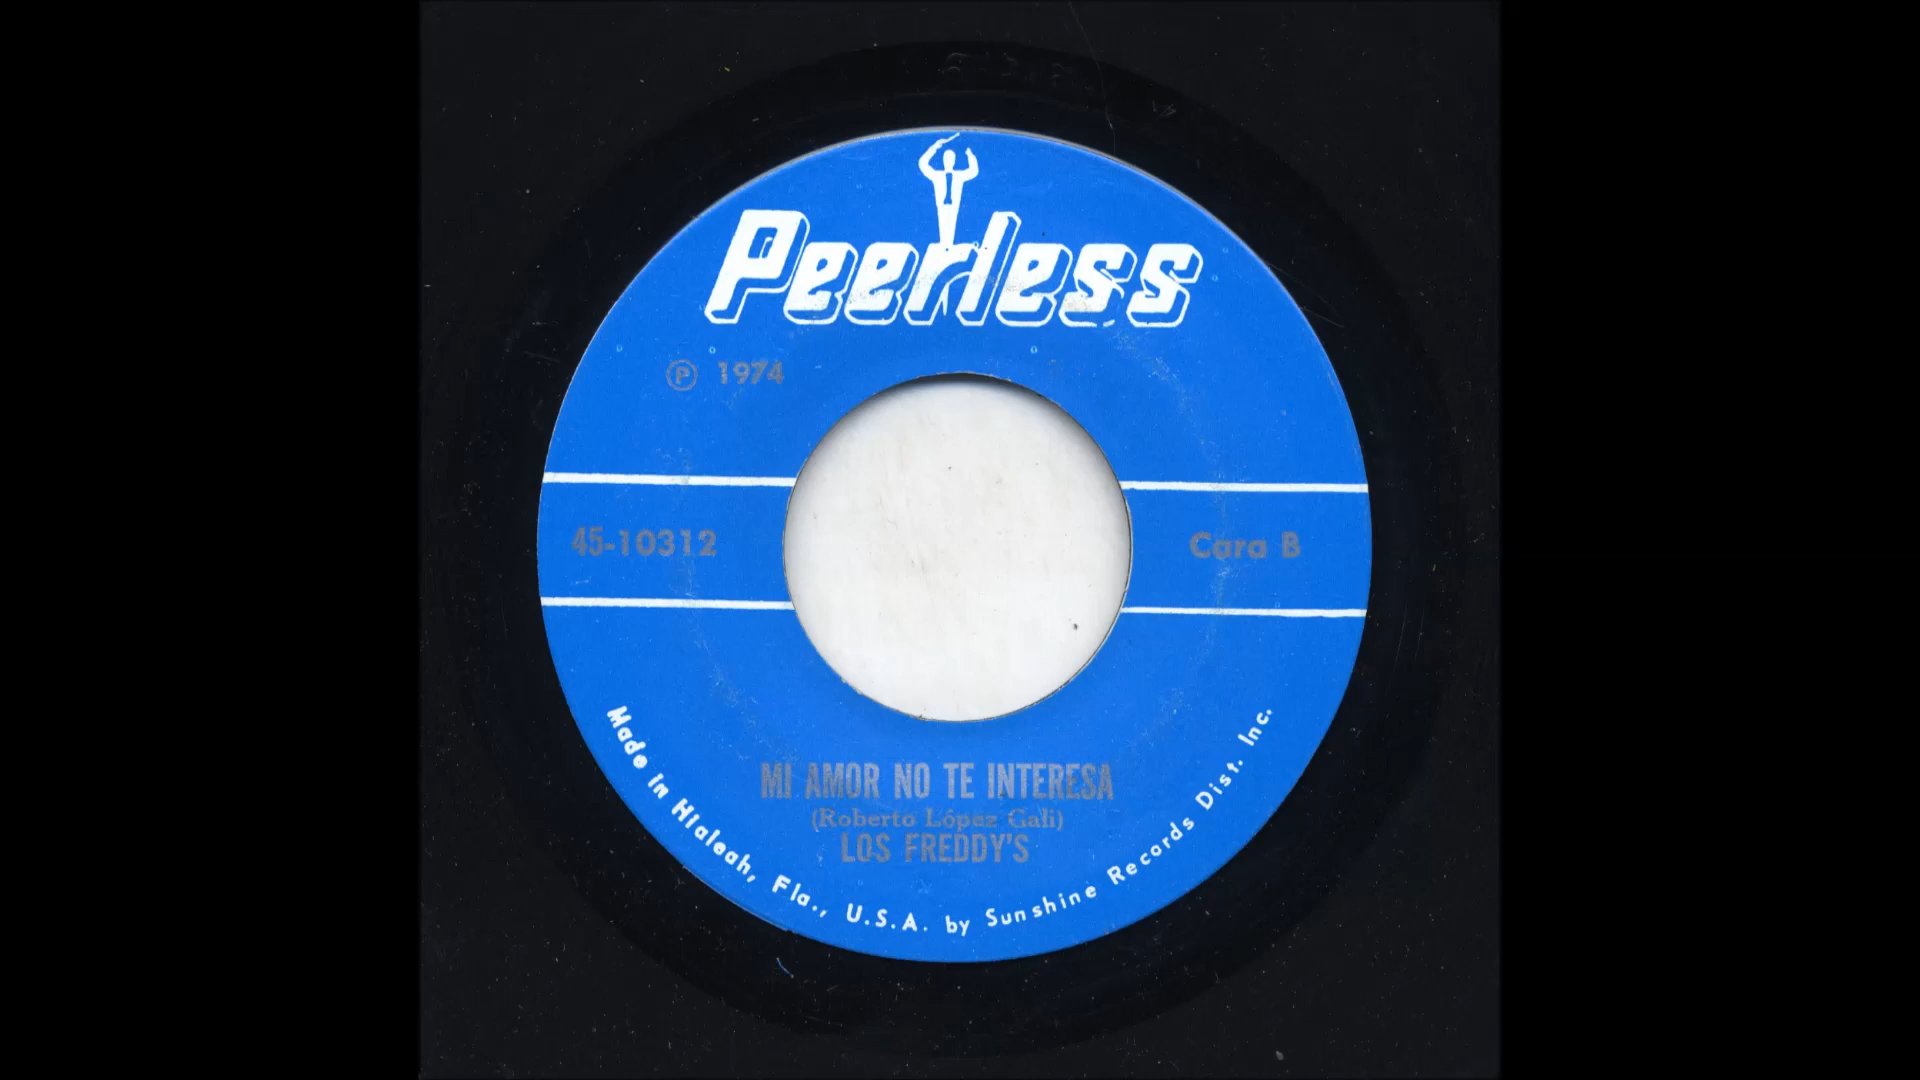 Peerless
Ⓟ 1974
45-10312
Cara B
MI AMOR NO TE INTERESA
(Roberto López Gali)
LOS FREDDY'S
Made in Hialeah, Fla., U.S.A. by Sunshine Records Dist. Inc.